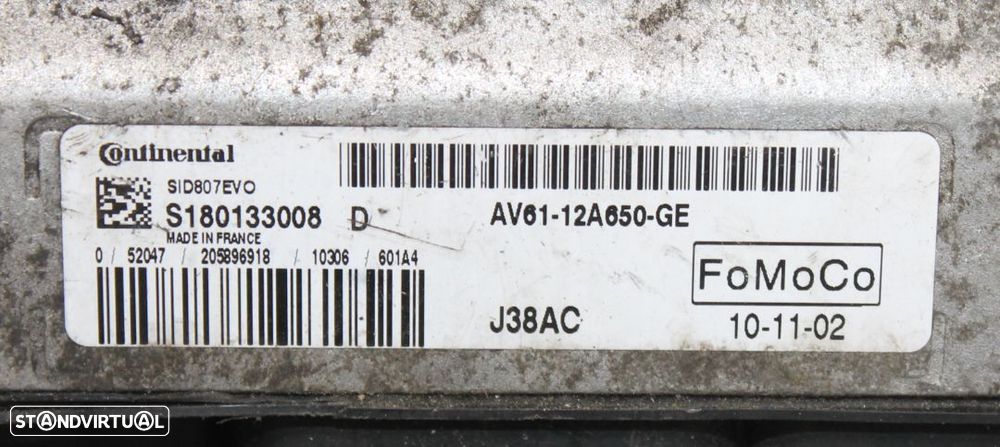 Continental
SID807EVO
S180133008 D
MADE IN FRANCE
0 / 52047 / 205896918 / 10306 / 601A4
AV61-12A650-GE
FoMoCo
J38AC
10-11-02
STANDVIRTUAL